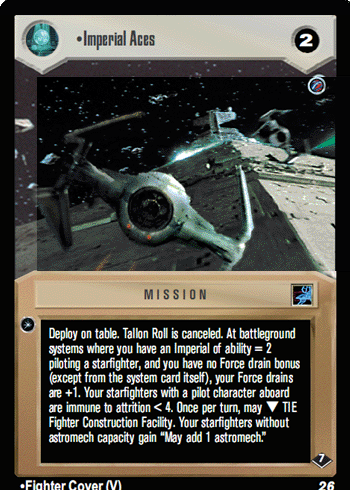 •Imperial Aces
2
MISSION
Deploy on table. Tallon Roll is canceled. At battleground
systems where you have an Imperial of ability = 2
piloting a starfighter, and you have no Force drain bonus
(except from the system card itself), your Force drains
are +1. Your starfighters with a pilot character aboard
are immune to attrition < 4. Once per turn, may ▼ TIE
Fighter Construction Facility. Your starfighters without
astromech capacity gain “May add 1 astromech.”
7
•Fighter Cover (V)
26